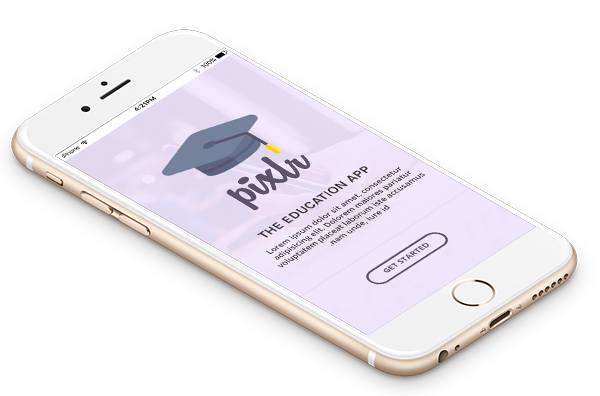 iPhone
4:21PM
100%
pixlr
THE EDUCATION APP
Lorem ipsum dolor sit amet, consectetur
adipisicing elit. Dolorem maiores pariatur
voluptatem placeat laborum iste accusamus
nam unde, iure id
GET STARTED